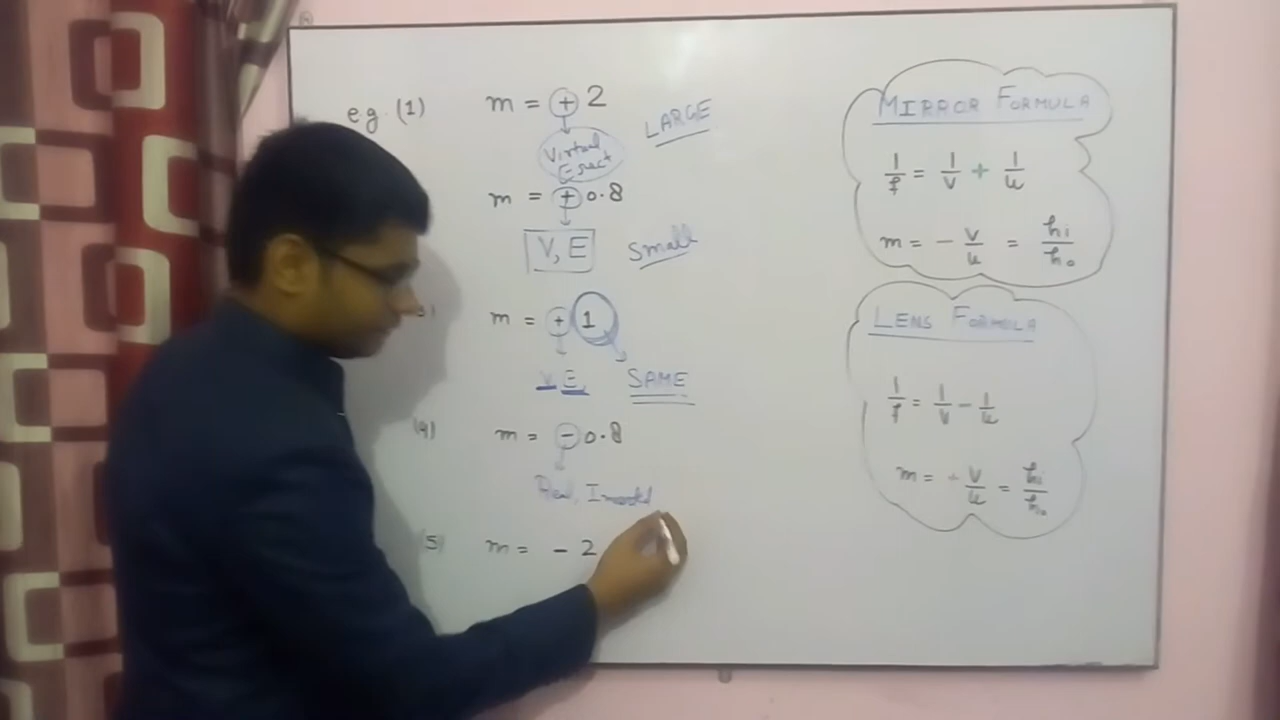 e.g. (1) m = + 2
LARGE
Virtual
Erect
m = + 0.8
V, E Small
m = + 1
V E, SAME
(4) m = - 0.8
Real, Inverted
(5) m = - 2
MIRROR FORMULA
1/f = 1/v + 1/u
m = - v/u = hi/ho
LENS FORMULA
1/f = 1/v - 1/u
m = + v/u = hi/ho